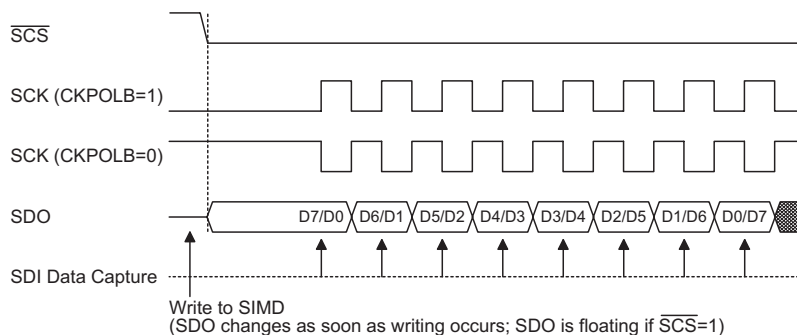 S̅C̅S̅
SCK (CKPOLB=1)
SCK (CKPOLB=0)
SDO D7/D0 D6/D1 D5/D2 D4/D3 D3/D4 D2/D5 D1/D6 D0/D7
SDI Data Capture
Write to SIMD
(SDO changes as soon as writing occurs; SDO is floating if S̅C̅S̅=1)